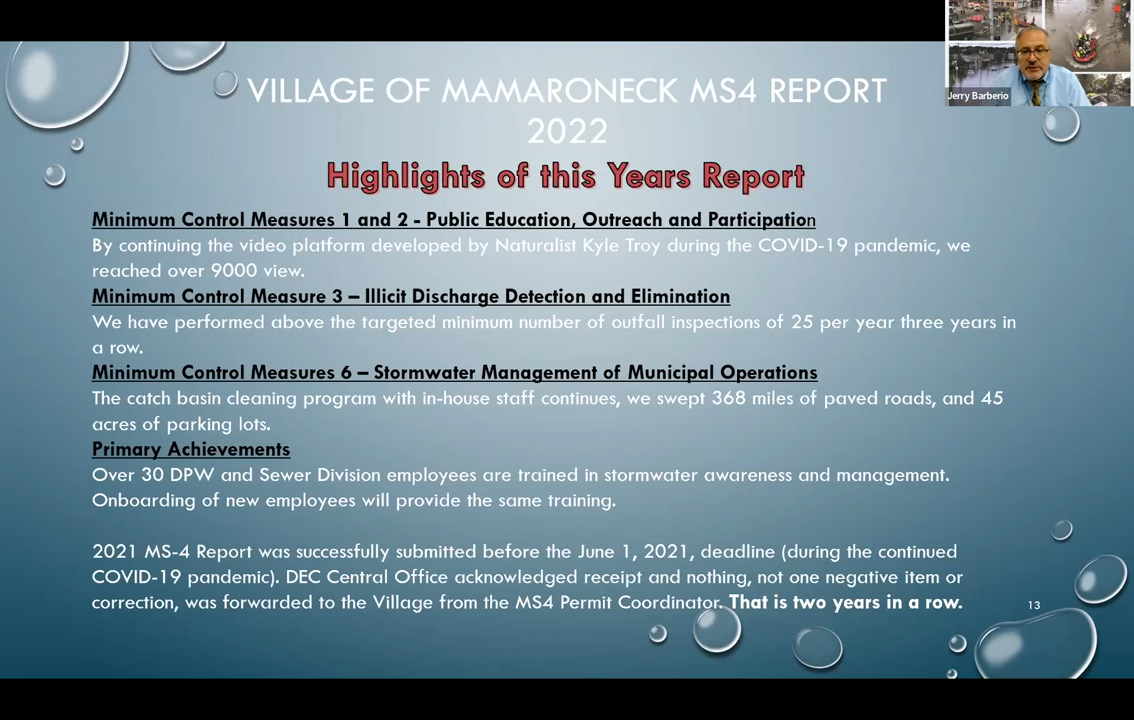 VILLAGE OF MAMARONECK MS4 REPORT
2022
Highlights of this Years Report
Minimum Control Measures 1 and 2 - Public Education, Outreach and Participation
By continuing the video platform developed by Naturalist Kyle Troy during the COVID-19 pandemic, we
reached over 9000 view.
Minimum Control Measure 3 – Illicit Discharge Detection and Elimination
We have performed above the targeted minimum number of outfall inspections of 25 per year three years in
a row.
Minimum Control Measures 6 – Stormwater Management of Municipal Operations
The catch basin cleaning program with in-house staff continues, we swept 368 miles of paved roads, and 45
acres of parking lots.
Primary Achievements
Over 30 DPW and Sewer Division employees are trained in stormwater awareness and management.
Onboarding of new employees will provide the same training.
2021 MS-4 Report was successfully submitted before the June 1, 2021, deadline (during the continued
COVID-19 pandemic). DEC Central Office acknowledged receipt and nothing, not one negative item or
correction, was forwarded to the Village from the MS4 Permit Coordinator. That is two years in a row.
13
Jerry Barberio